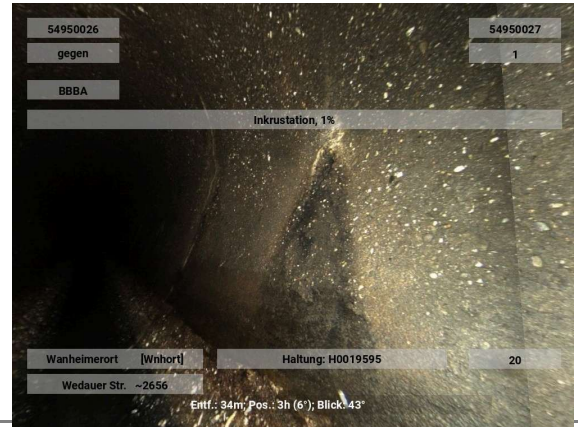 54950026 54950027
gegen 1
BBBA
Inkrustation, 1%
Wanheimerort [Wnhort] Haltung: H0019595 20
Wedauer Str. ~2656
Entf.: 34m; Pos.: 3h (6°); Blick: 43°